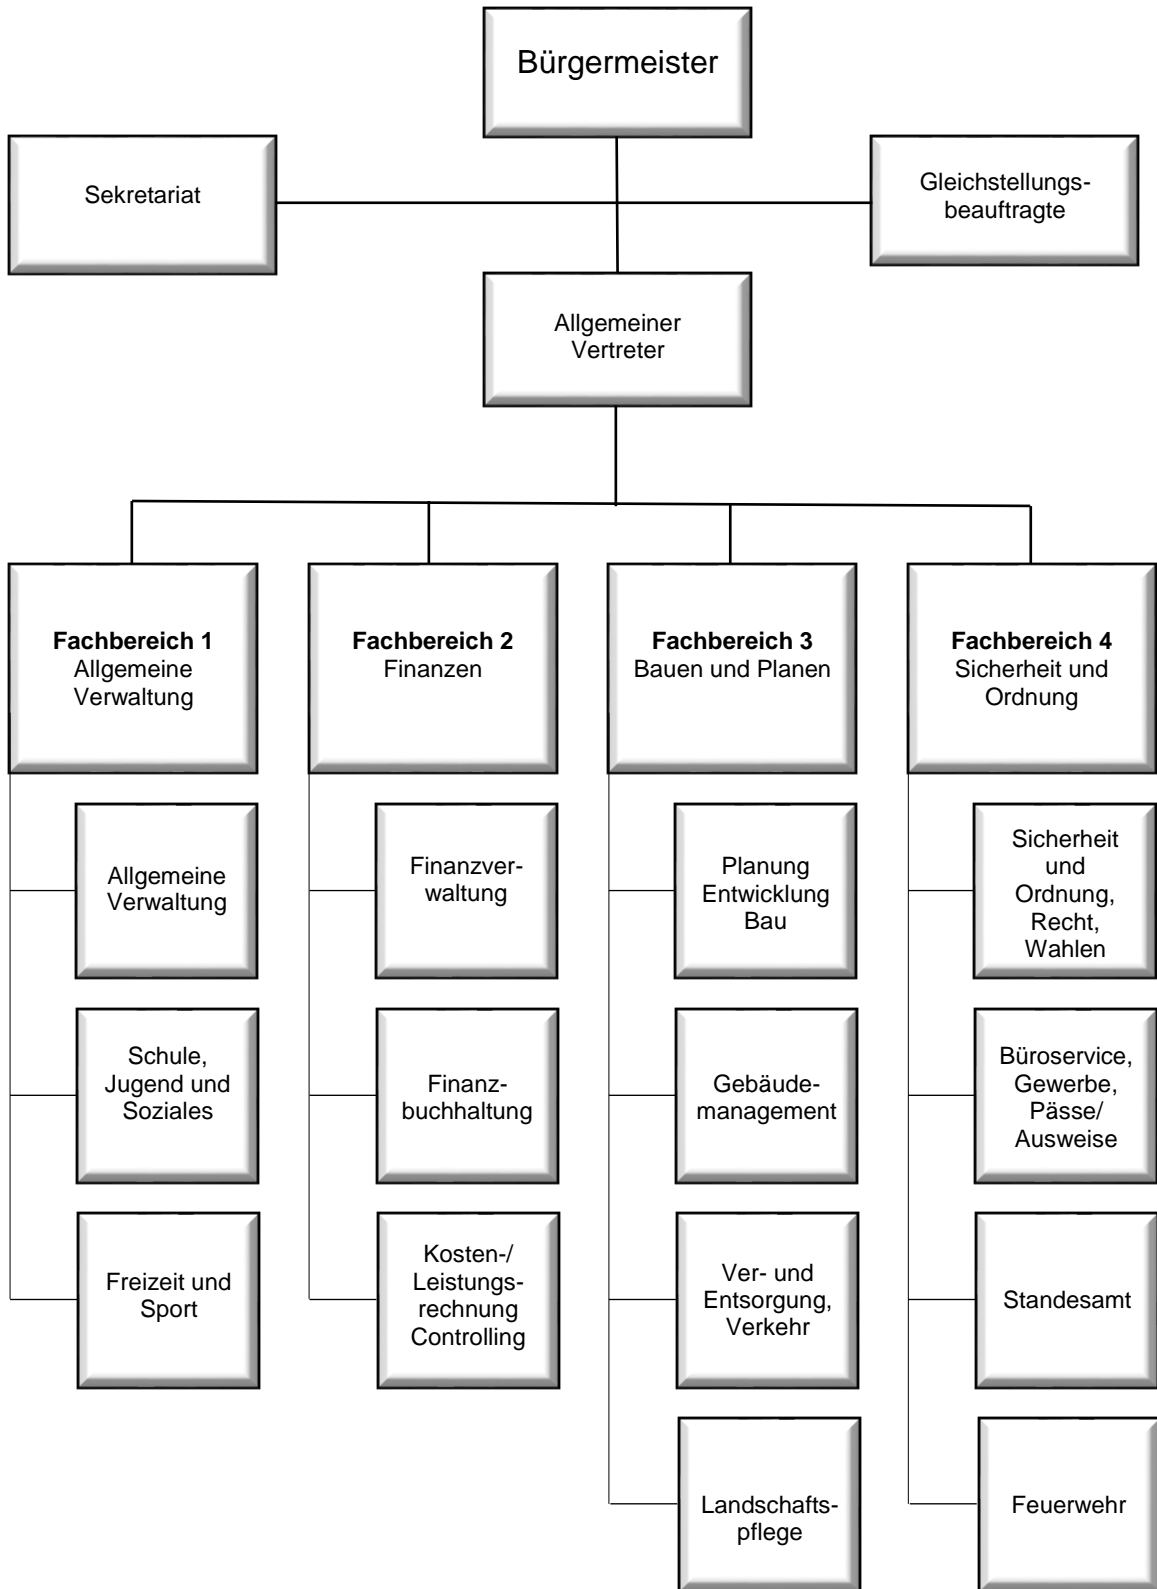 Bürgermeister
Sekretariat
Gleichstellungs-
beauftragte
Allgemeiner
Vertreter
Fachbereich 1
Allgemeine
Verwaltung
Fachbereich 2
Finanzen
Fachbereich 3
Bauen und Planen
Fachbereich 4
Sicherheit und
Ordnung
Allgemeine
Verwaltung
Schule,
Jugend und
Soziales
Freizeit und
Sport
Finanzver-
waltung
Finanz-
buchhaltung
Kosten-/
Leistungs-
rechnung
Controlling
Planung
Entwicklung
Bau
Gebäude-
management
Ver- und
Entsorgung,
Verkehr
Landschafts-
pflege
Sicherheit
und
Ordnung,
Recht,
Wahlen
Büroservice,
Gewerbe,
Pässe/
Ausweise
Standesamt
Feuerwehr